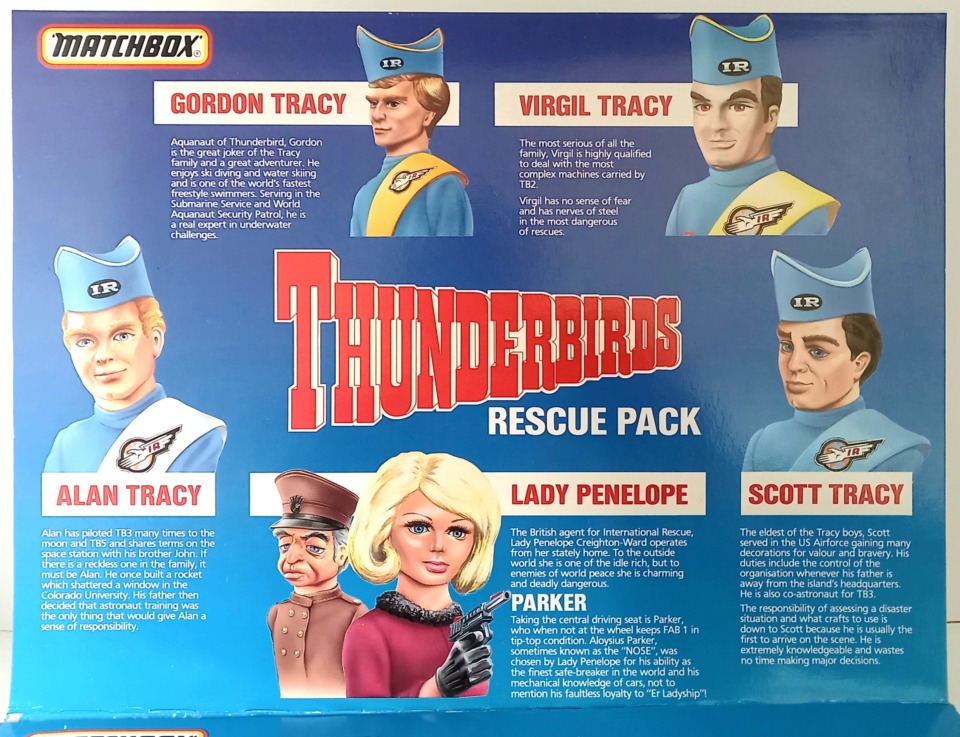 MATCHBOX®
IR
GORDON TRACY
Aquanaut of Thunderbird, Gordon
is the great joker of the Tracy
family and a great adventurer. He
enjoys ski diving and water skiing
and is one of the world's fastest
freestyle swimmers. Serving in the
Submarine Service and World
Aquanaut Security Patrol, he is
a real expert in underwater
challenges.
IR
IR
VIRGIL TRACY
The most serious of all the
family, Virgil is highly qualified
to deal with the most
complex machines carried by
TB2.
Virgil has no sense of fear
and has nerves of steel
in the most dangerous
of rescues.
IR
THUNDERBIRDS
RESCUE PACK
IR
IR
ALAN TRACY
Alan has piloted TB3 many times to the
moon and TB5 and shares terms on the
space station with his brother John. If
there is a reckless one in the family, it
must be Alan. He once built a rocket
which shattered a window in the
Colorado University. His father then
decided that astronaut training was
the only thing that would give Alan a
sense of responsibility.
LADY PENELOPE
The British agent for International Rescue,
Lady Penelope Creighton-Ward operates
from her stately home. To the outside
world she is one of the idle rich, but to
enemies of world peace she is charming
and deadly dangerous.
PARKER
Taking the central driving seat is Parker,
who when not at the wheel keeps FAB 1 in
tip-top condition. Aloysius Parker,
sometimes known as the "NOSE", was
chosen by Lady Penelope for his ability as
the finest safe-breaker in the world and his
mechanical knowledge of cars, not to
mention his faultless loyalty to "Er Ladyship"!
IR
IR
SCOTT TRACY
The eldest of the Tracy boys, Scott
served in the US Airforce gaining many
decorations for valour and bravery. His
duties include the control of the
organisation whenever his father is
away from the island's headquarters.
He is also co-astronaut for TB3.
The responsibility of assessing a disaster
situation and what crafts to use is
down to Scott because he is usually the
first to arrive on the scene. He is
extremely knowledgeable and wastes
no time making major decisions.